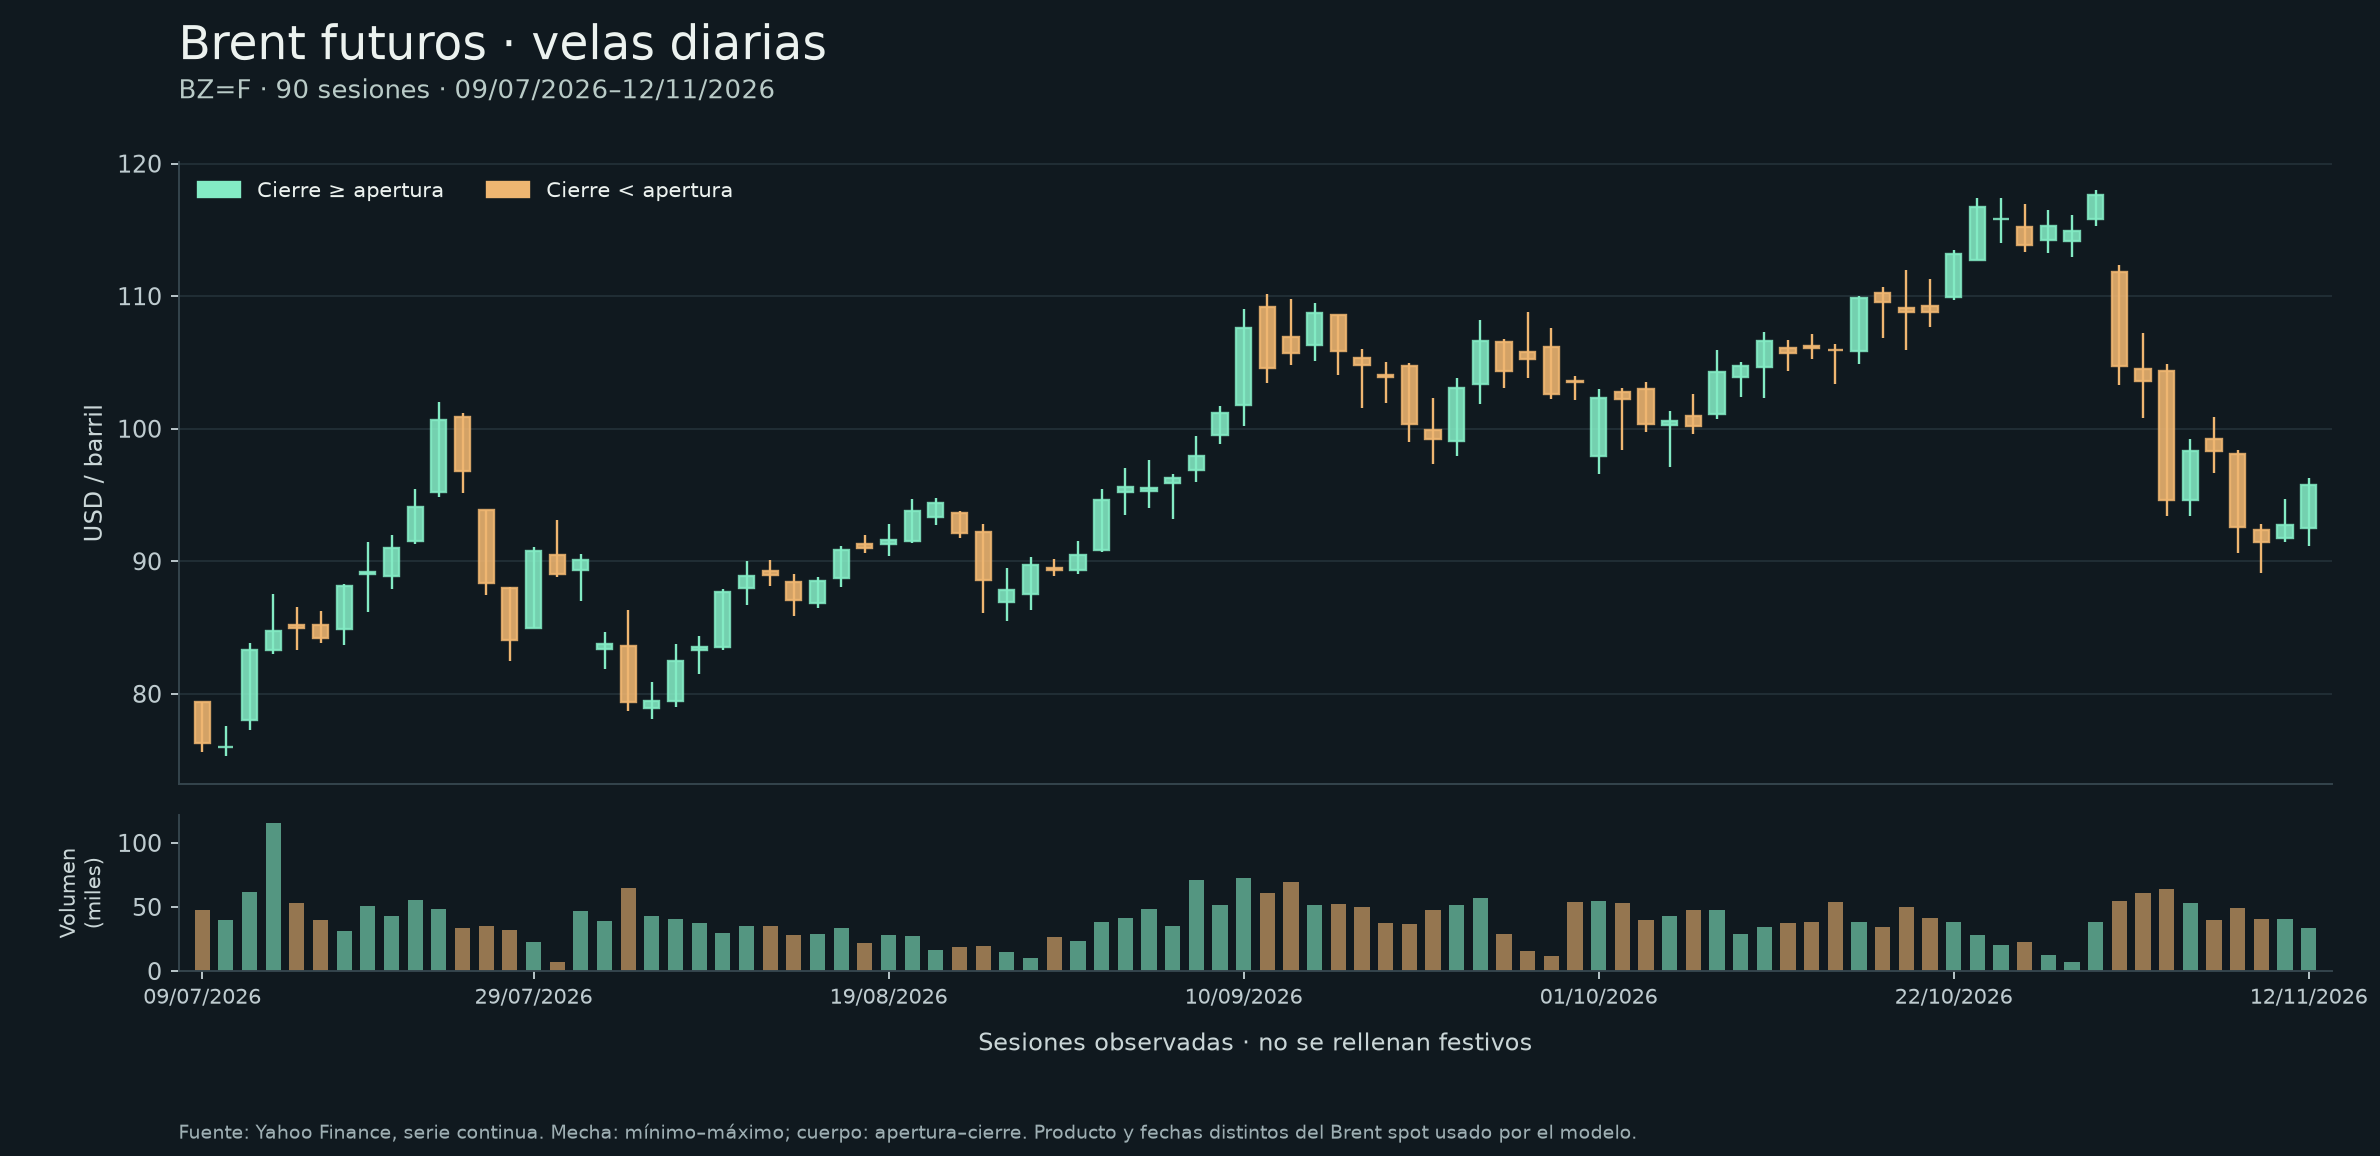 Brent futuros · velas diarias
BZ=F · 90 sesiones · 09/07/2026–12/11/2026
120
Cierre ≥ apertura
Cierre < apertura
110
100
90
80
USD / barril
Volumen
(miles)
100
50
0
09/07/2026
29/07/2026
19/08/2026
10/09/2026
01/10/2026
22/10/2026
12/11/2026
Sesiones observadas · no se rellenan festivos
Fuente: Yahoo Finance, serie continua. Mecha: mínimo–máximo; cuerpo: apertura–cierre. Producto y fechas distintos del Brent spot usado por el modelo.